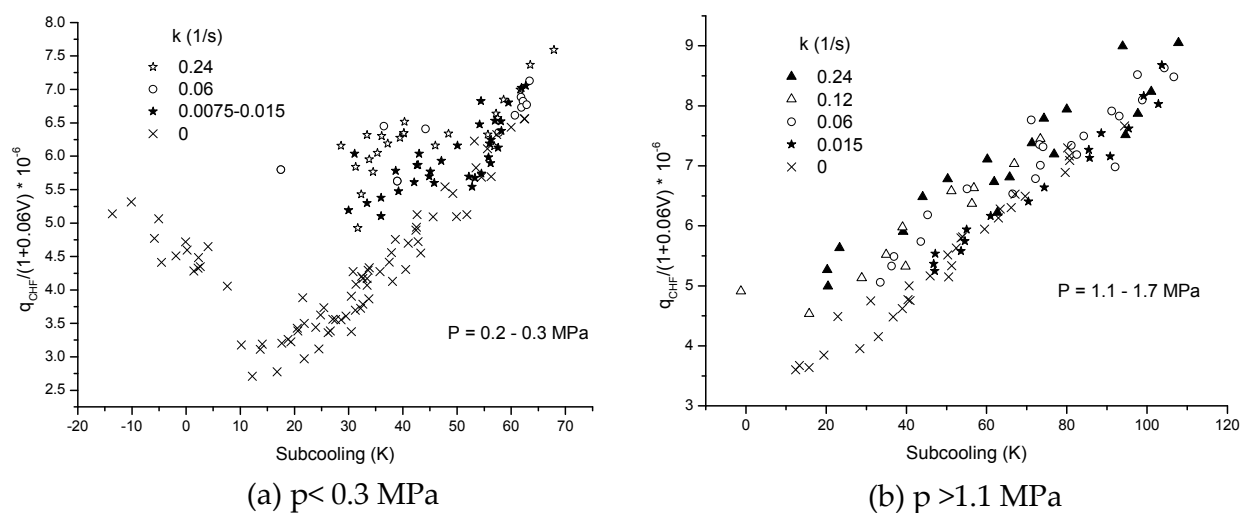 8.0
7.5
7.0
6.5
6.0
5.5
5.0
4.5
4.0
3.5
3.0
2.5
q_CHF/(1+0.06V) * 10^-6
k (1/s)
0.24
0.06
0.0075-0.015
0
P = 0.2 - 0.3 MPa
-20 -10 0 10 20 30 40 50 60 70
Subcooling (K)
(a) p< 0.3 MPa
9
8
7
6
5
4
3
q_CHF/(1+0.06V) * 10^-6
k (1/s)
0.24
0.12
0.06
0.015
0
P = 1.1 - 1.7 MPa
0 20 40 60 80 100 120
Subcooling (K)
(b) p >1.1 MPa